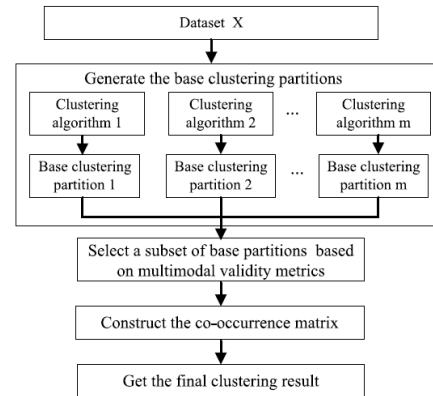 Dataset X
Generate the base clustering partitions
Clustering
algorithm 1
Clustering
algorithm 2
...
Clustering
algorithm m
Base clustering
partition 1
Base clustering
partition 2
...
Base clustering
partition m
Select a subset of base partitions based
on multimodal validity metrics
Construct the co-occurrence matrix
Get the final clustering result